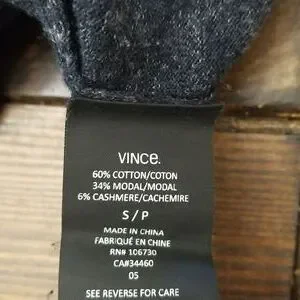 VINCE.
60% COTTON/COTON
34% MODAL/MODAL
6% CASHMERE/CACHEMIRE
S / P
MADE IN CHINA
FABRIQUÉ EN CHINE
RN# 106730
CA#34460
05
SEE REVERSE FOR CARE